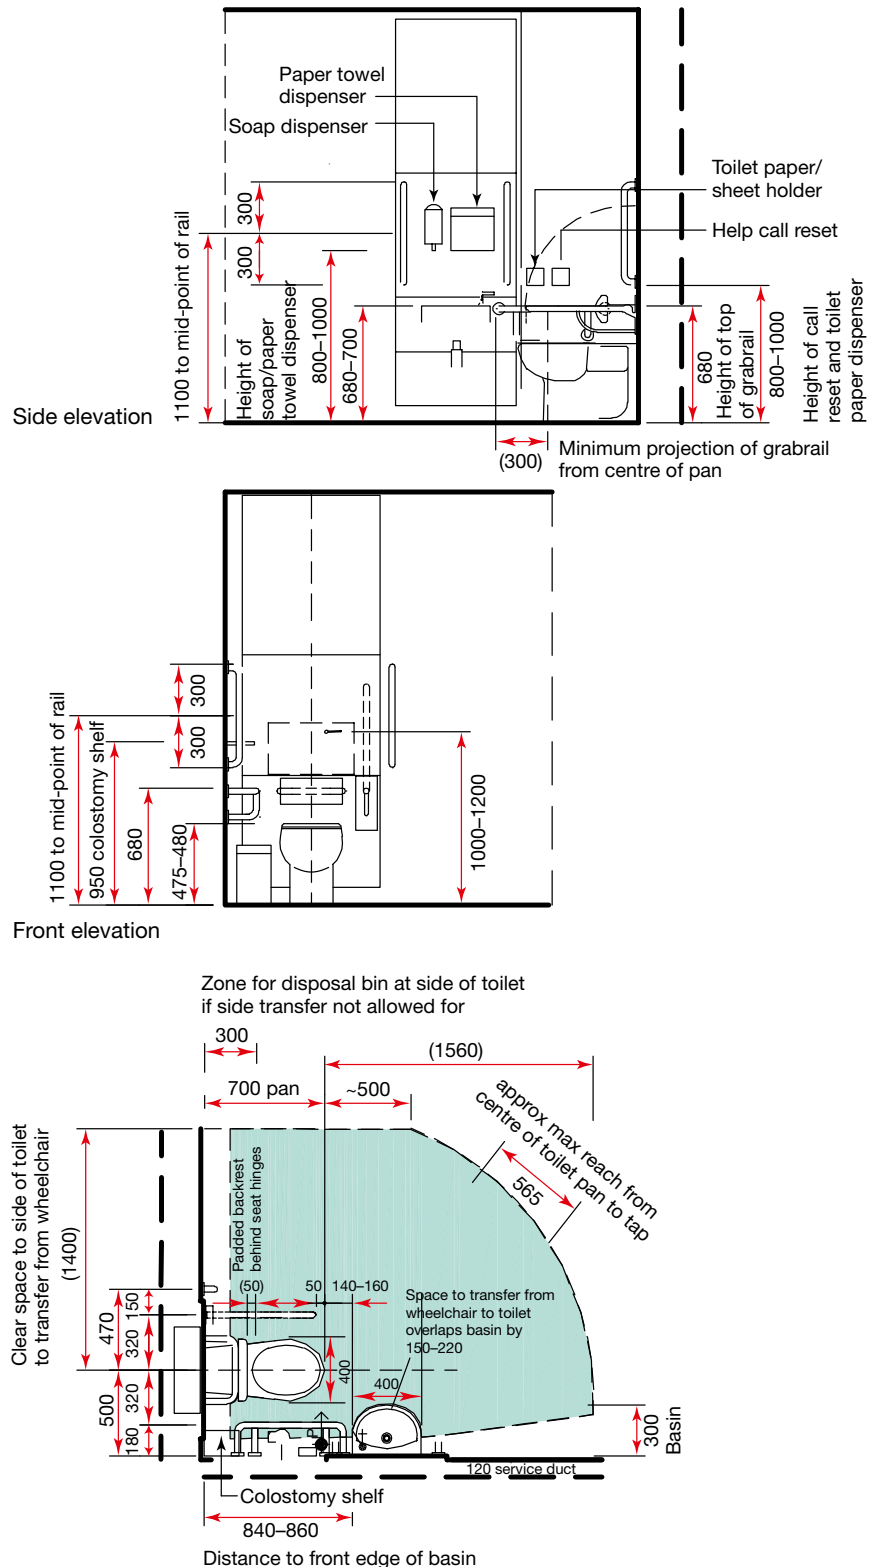 Paper towel
dispenser
Soap dispenser
Toilet paper/
sheet holder
Help call reset
300
300
1100 to mid-point of rail
Height of
soap/paper
towel dispenser
800–1000
680–700
680
Height of top
of grabrail
800–1000
Height of call
reset and toilet
paper dispenser
Side elevation
(300)
Minimum projection of grabrail
from centre of pan
300
300
1100 to mid-point of rail
950 colostomy shelf
680
475–480
1000–1200
Front elevation
Zone for disposal bin at side of toilet
if side transfer not allowed for
300
(1560)
700 pan
~500
approx max reach from
centre of toilet pan to tap
565
Clear space to side of toilet
to transfer from wheelchair
(1400)
Padded backrest
behind seat hinges
(50)
50
140–160
Space to transfer from
wheelchair to toilet
overlaps basin by
150–220
470
150
320
400
400
500
320
180
300
Basin
120 service duct
Colostomy shelf
840–860
Distance to front edge of basin